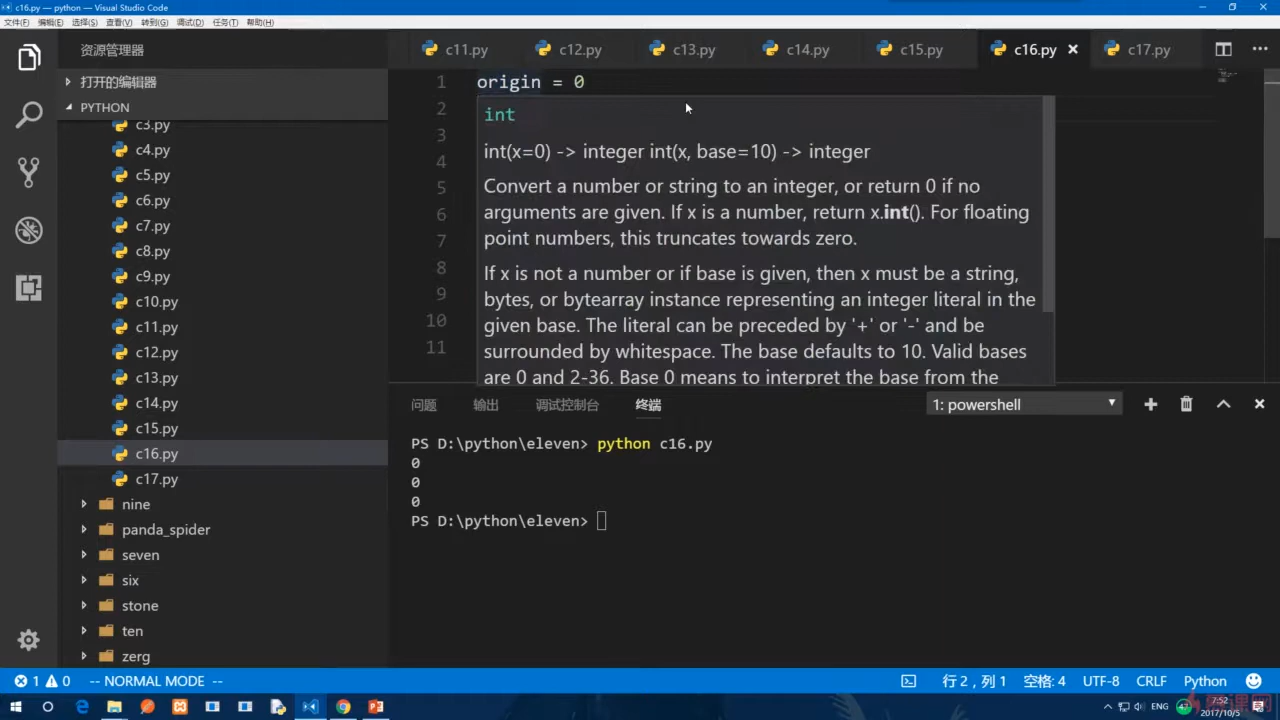 c16.py — python — Visual Studio Code
文件(F) 编辑(E) 选择(S) 查看(V) 转到(G) 调试(D) 任务(T) 帮助(H)
资源管理器
c11.py c12.py c13.py c14.py c15.py c16.py c17.py
打开的编辑器
PYTHON
c3.py
c4.py
c5.py
c6.py
c7.py
c8.py
c9.py
c10.py
c11.py
c12.py
c13.py
c14.py
c15.py
c16.py
c17.py
nine
panda_spider
seven
six
stone
ten
zerg
1 origin = 0
2
3
4
5
6
7
8
9
10
11
int
int(x=0) -> integer int(x, base=10) -> integer
Convert a number or string to an integer, or return 0 if no
arguments are given. If x is a number, return x.int(). For floating
point numbers, this truncates towards zero.
If x is not a number or if base is given, then x must be a string,
bytes, or bytearray instance representing an integer literal in the
given base. The literal can be preceded by '+' or '-' and be
surrounded by whitespace. The base defaults to 10. Valid bases
are 0 and 2-36. Base 0 means to interpret the base from the
问题 输出 调试控制台 终端 1: powershell
PS D:\python\eleven> python c16.py
0
0
0
PS D:\python\eleven>
1 0 -- NORMAL MODE -- 行 2，列 1 空格: 4 UTF-8 CRLF Python
ENG 47 7:52
2017/10/5
慕课网